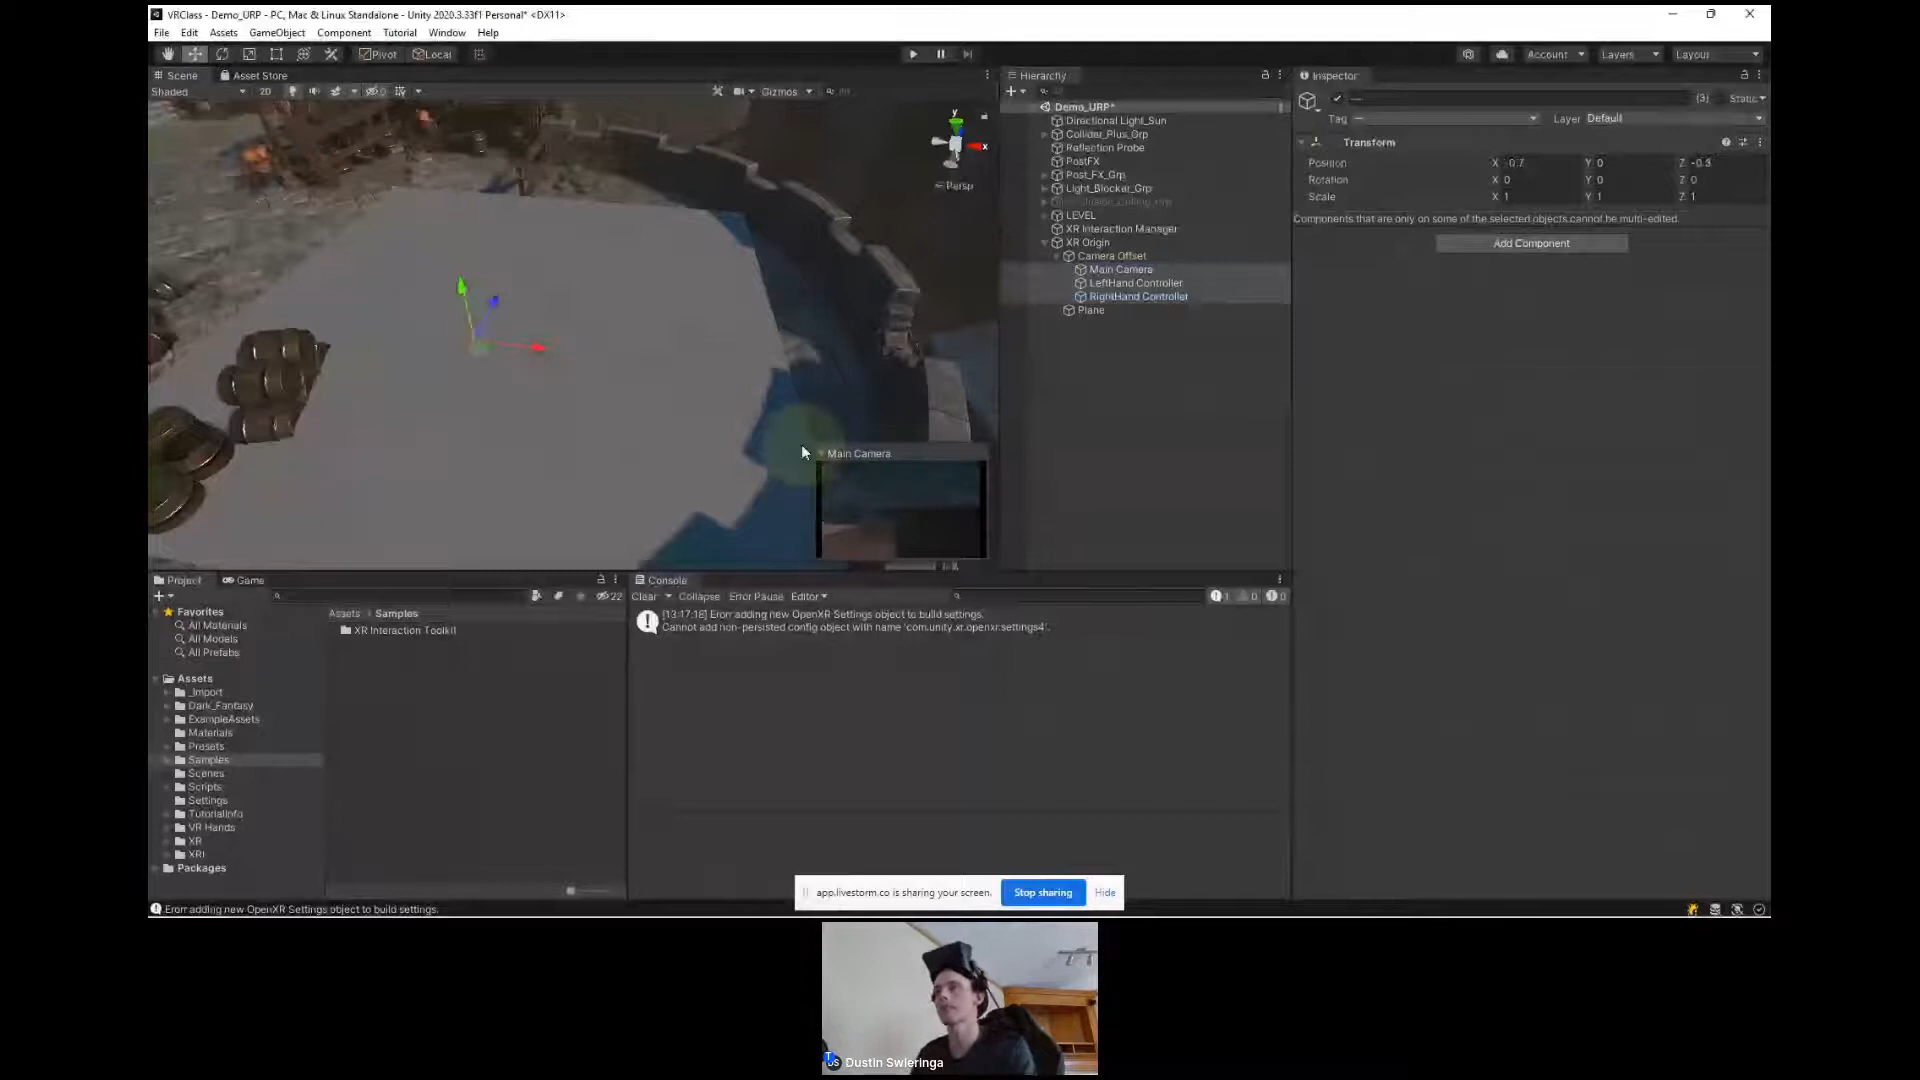 VRClass - Demo_URP - PC, Mac & Linux Standalone - Unity 2020.3.33f1 Personal* <DX11>
File Edit Assets GameObject Component Tutorial Window Help
Pivot Local Account Layers Layout
Scene Asset Store
Shaded 2D 0 Gizmos All
y
x
Persp
Main Camera
Hierarchy
Demo_URP*
Directional Light_Sun
Collider_Plus_Grp
Reflection Probe
PostFX
Post_FX_Grp
Light_Blocker_Grp
LEVEL
XR Interaction Manager
XR Origin
Camera Offset
Main Camera
LeftHand Controller
RightHand Controller
Plane
Inspector
— (3) Static
Tag — Layer Default
Transform
Position X -0.7 Y 0 Z -0.3
Rotation X 0 Y 0 Z 0
Scale X 1 Y 1 Z 1
Components that are only on some of the selected objects cannot be multi-edited.
Add Component
Project Game
22
Favorites
All Materials
All Models
All Prefabs
Assets
_Import
Dark_Fantasy
ExampleAssets
Materials
Presets
Samples
Scenes
Scripts
Settings
TutorialInfo
VR Hands
XR
XRI
Packages
Assets > Samples
XR Interaction Toolkit
Console
Clear Collapse Error Pause Editor 1 0 0
[13:17:18] Erorr adding new OpenXR Settings object to build settings.
Cannot add non-persisted config object with name 'com.unity.xr.openxr.settings4'.
app.livestorm.co is sharing your screen. Stop sharing Hide
Erorr adding new OpenXR Settings object to build settings.
DS Dustin Swieringa